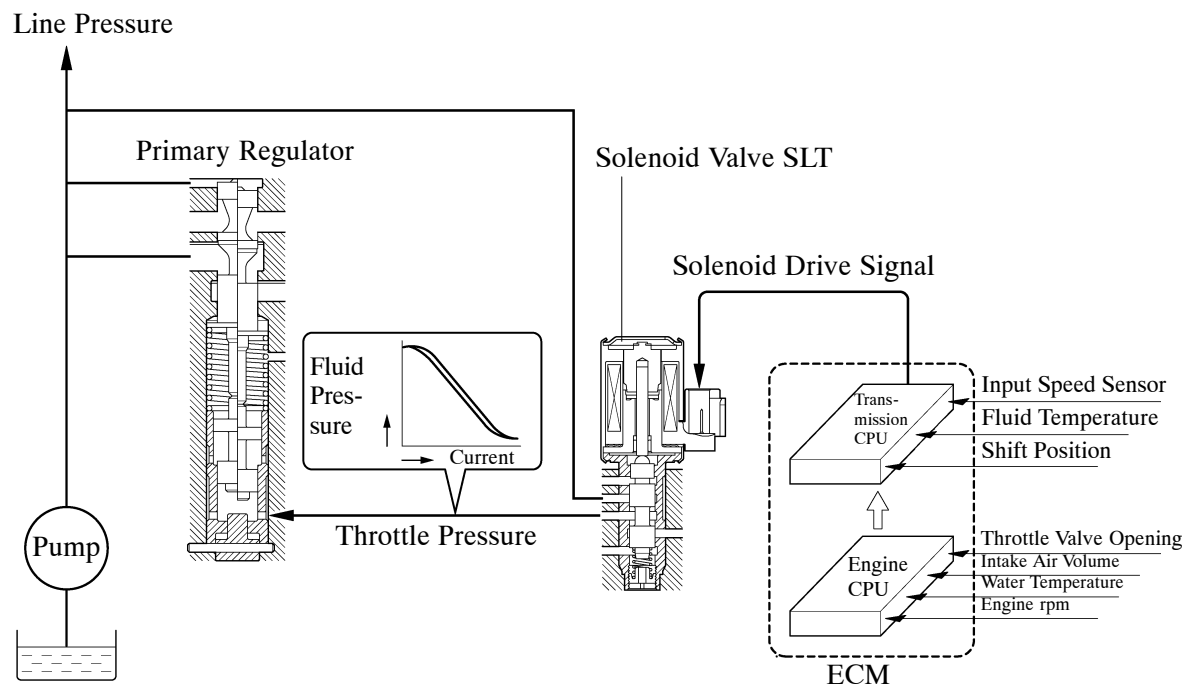 Line Pressure
Primary Regulator
Solenoid Valve SLT
Solenoid Drive Signal
Fluid
Pres-
sure
Current
Throttle Pressure
Pump
Trans-
mission
CPU
Input Speed Sensor
Fluid Temperature
Shift Position
Engine
CPU
Throttle Valve Opening
Intake Air Volume
Water Temperature
Engine rpm
ECM